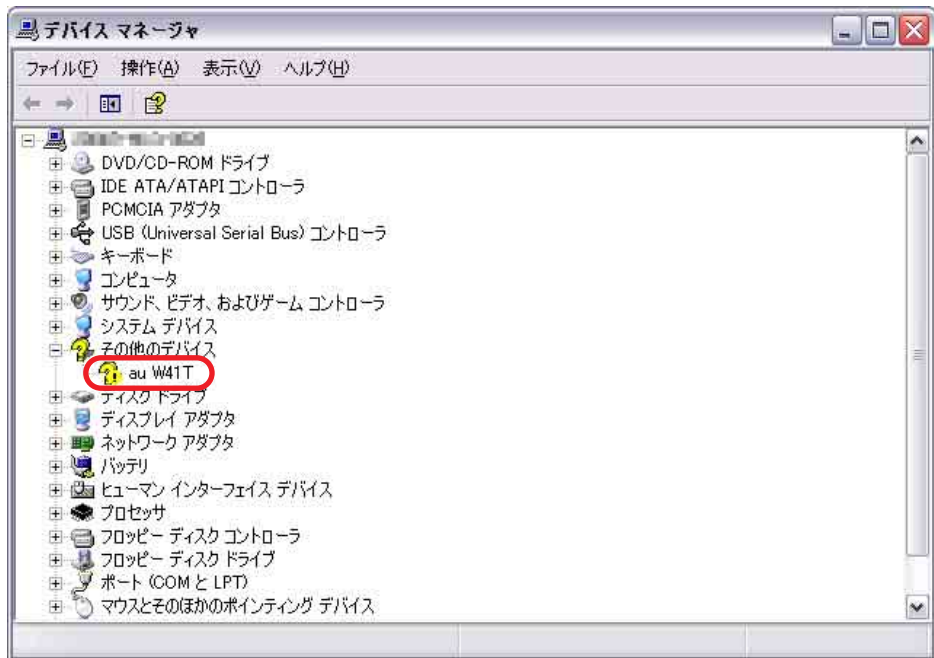 デバイス マネージャ
ファイル(F) 操作(A) 表示(V) ヘルプ(H)
DVD/CD-ROM ドライブ
IDE ATA/ATAPI コントローラ
PCMCIA アダプタ
USB (Universal Serial Bus) コントローラ
キーボード
コンピュータ
サウンド、ビデオ、およびゲーム コントローラ
システム デバイス
その他のデバイス
au W41T
ディスク ドライブ
ディスプレイ アダプタ
ネットワーク アダプタ
バッテリ
ヒューマン インターフェイス デバイス
プロセッサ
フロッピー ディスク コントローラ
フロッピー ディスク ドライブ
ポート (COM と LPT)
マウスとそのほかのポインティング デバイス